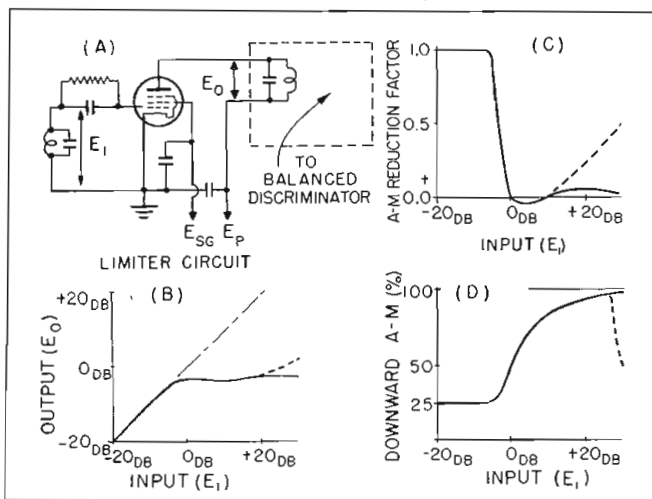 (A)
E₁
E₀
TO
BALANCED
DISCRIMINATOR
E_SG E_P
LIMITER CIRCUIT
(B)
+20DB
0DB
-20DB
OUTPUT (E₀)
-20DB 0DB +20DB
INPUT (E₁)
(C)
1.0
0.5
+
0.0
A-M REDUCTION FACTOR
-20DB 0DB +20DB
INPUT (E₁)
(D)
100
50
25
DOWNWARD A-M (%)
-20DB 0DB +20DB
INPUT (E₁)